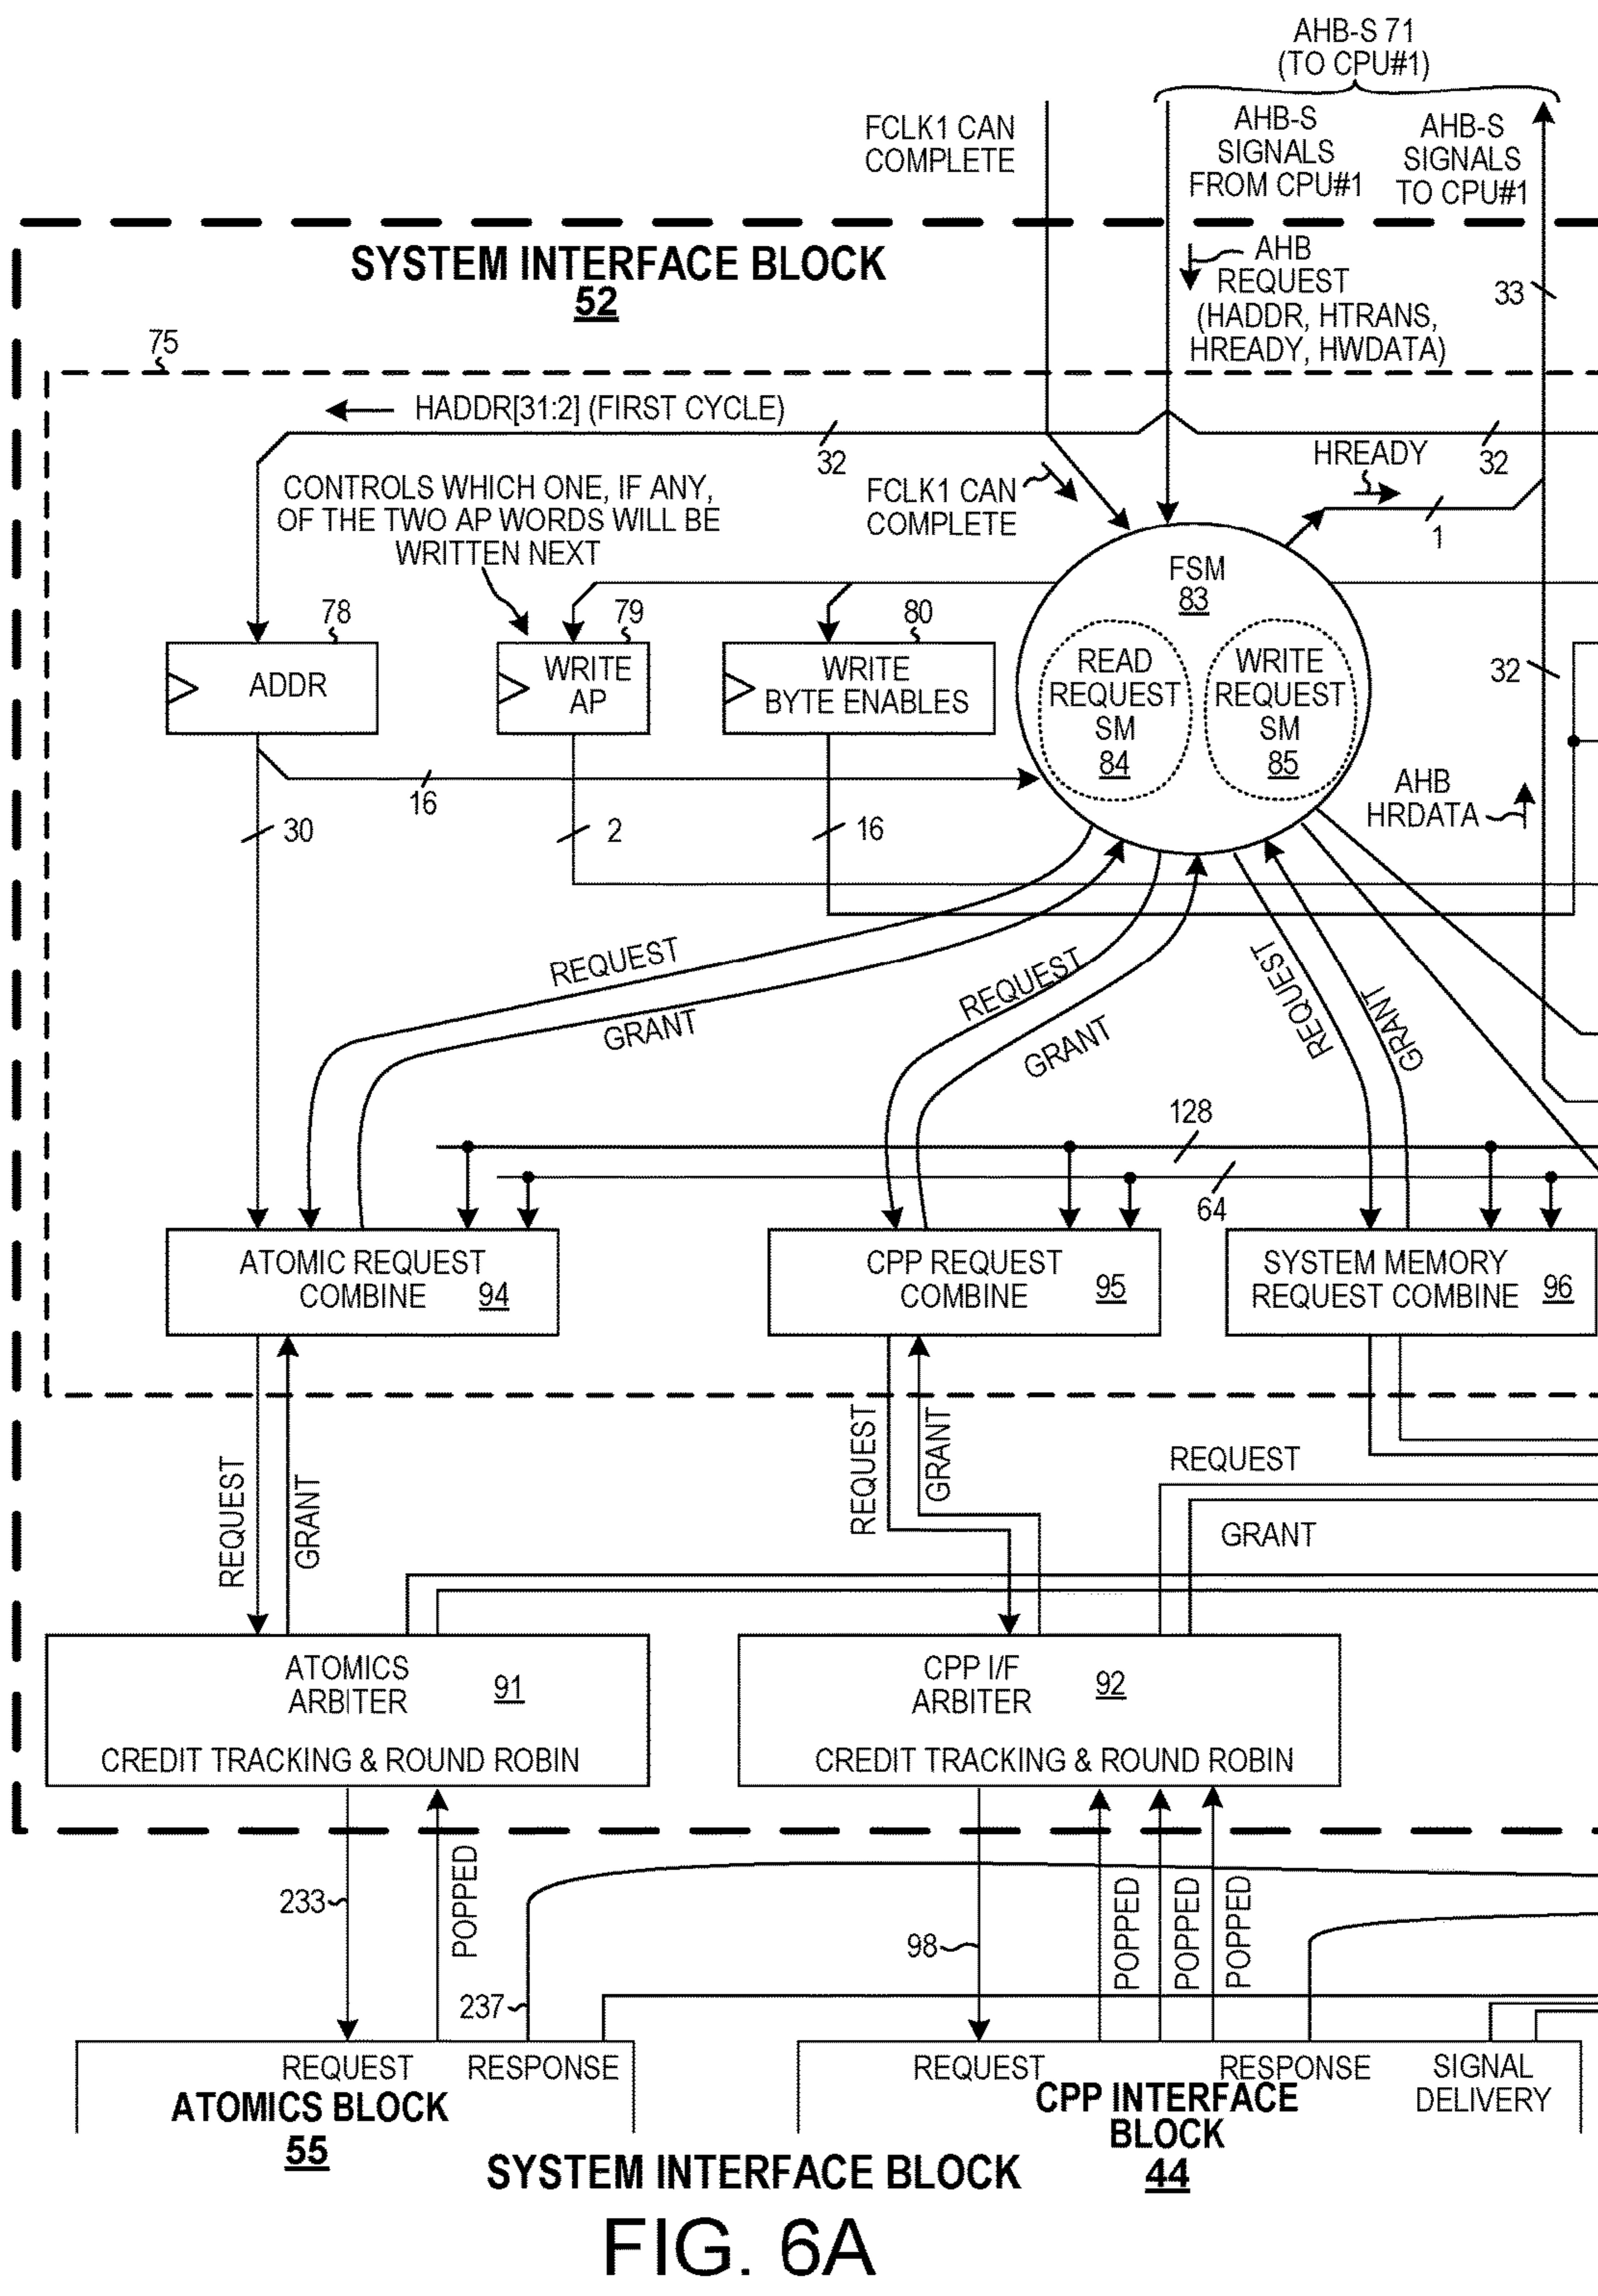 AHB-S 71
(TO CPU#1)
FCLK1 CAN
COMPLETE
AHB-S
SIGNALS
FROM CPU#1
AHB-S
SIGNALS
TO CPU#1
SYSTEM INTERFACE BLOCK
52
AHB
REQUEST
(HADDR, HTRANS,
HREADY, HWDATA)
33
75
HADDR[31:2] (FIRST CYCLE)
32
32
HREADY
1
CONTROLS WHICH ONE, IF ANY,
OF THE TWO AP WORDS WILL BE
WRITTEN NEXT
FCLK1 CAN
COMPLETE
FSM
83
78
ADDR
79
WRITE
AP
80
WRITE
BYTE ENABLES
READ
REQUEST
SM
84
WRITE
REQUEST
SM
85
32
16
30
2
16
AHB
HRDATA
REQUEST
GRANT
REQUEST
GRANT
REQUEST
GRANT
128
64
ATOMIC REQUEST
COMBINE 94
CPP REQUEST
COMBINE 95
SYSTEM MEMORY
REQUEST COMBINE 96
REQUEST
GRANT
REQUEST
GRANT
REQUEST
GRANT
ATOMICS
ARBITER 91
CREDIT TRACKING & ROUND ROBIN
CPP I/F
ARBITER 92
CREDIT TRACKING & ROUND ROBIN
233
POPPED
237
98
POPPED
POPPED
POPPED
REQUEST RESPONSE
ATOMICS BLOCK
55
REQUEST RESPONSE
CPP INTERFACE
BLOCK
44
SIGNAL
DELIVERY
SYSTEM INTERFACE BLOCK
FIG. 6A